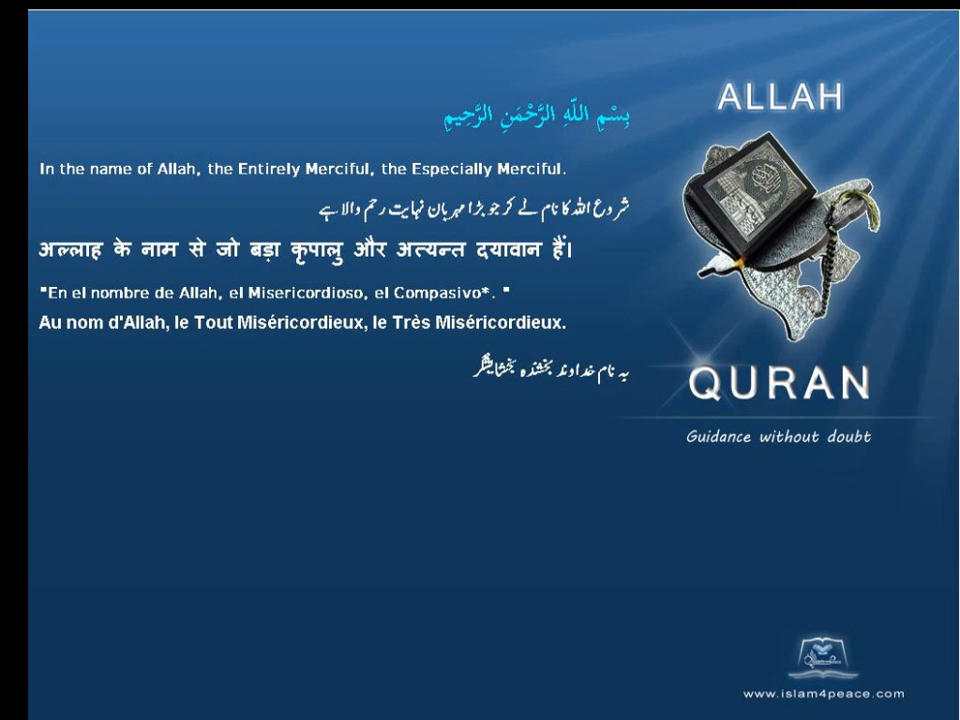 بِسْمِ اللَّهِ الرَّحْمَنِ الرَّحِيمِ
In the name of Allah, the Entirely Merciful, the Especially Merciful.
شروع اللہ کا نام لے کر جو بڑا مہربان نہایت رحم والا ہے
अल्लाह के नाम से जो बड़ा कृपालु और अत्यन्त दयावान हैं।
"En el nombre de Allah, el Misericordioso, el Compasivo*. "
Au nom d'Allah, le Tout Miséricordieux, le Très Miséricordieux.
به نام خداوند بخشنده بخشایشگر
ALLAH
QURAN
Guidance without doubt
www.islam4peace.com